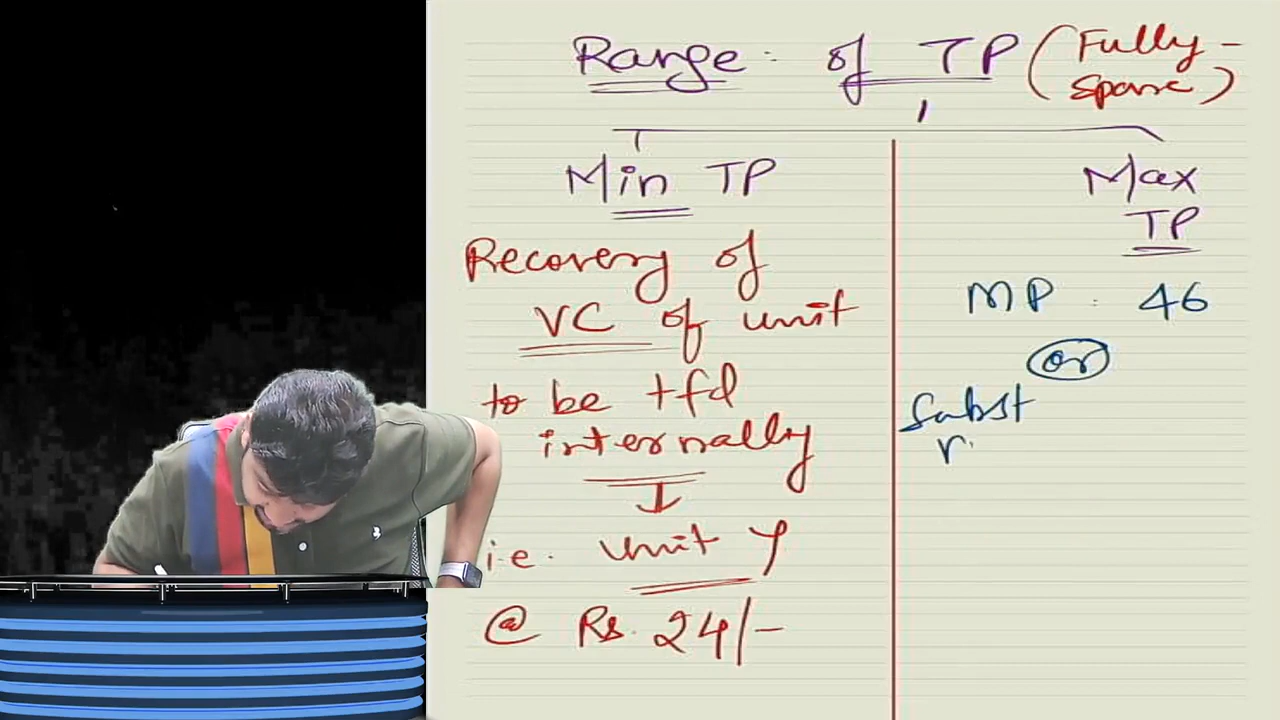 Range: of TP (Fully-
Spare)
Min TP
Recovery of
VC of unit
to be tfd
internally
i.e. unit Y
@ Rs. 24/-
Max
TP
MP : 46
or
Subst
r